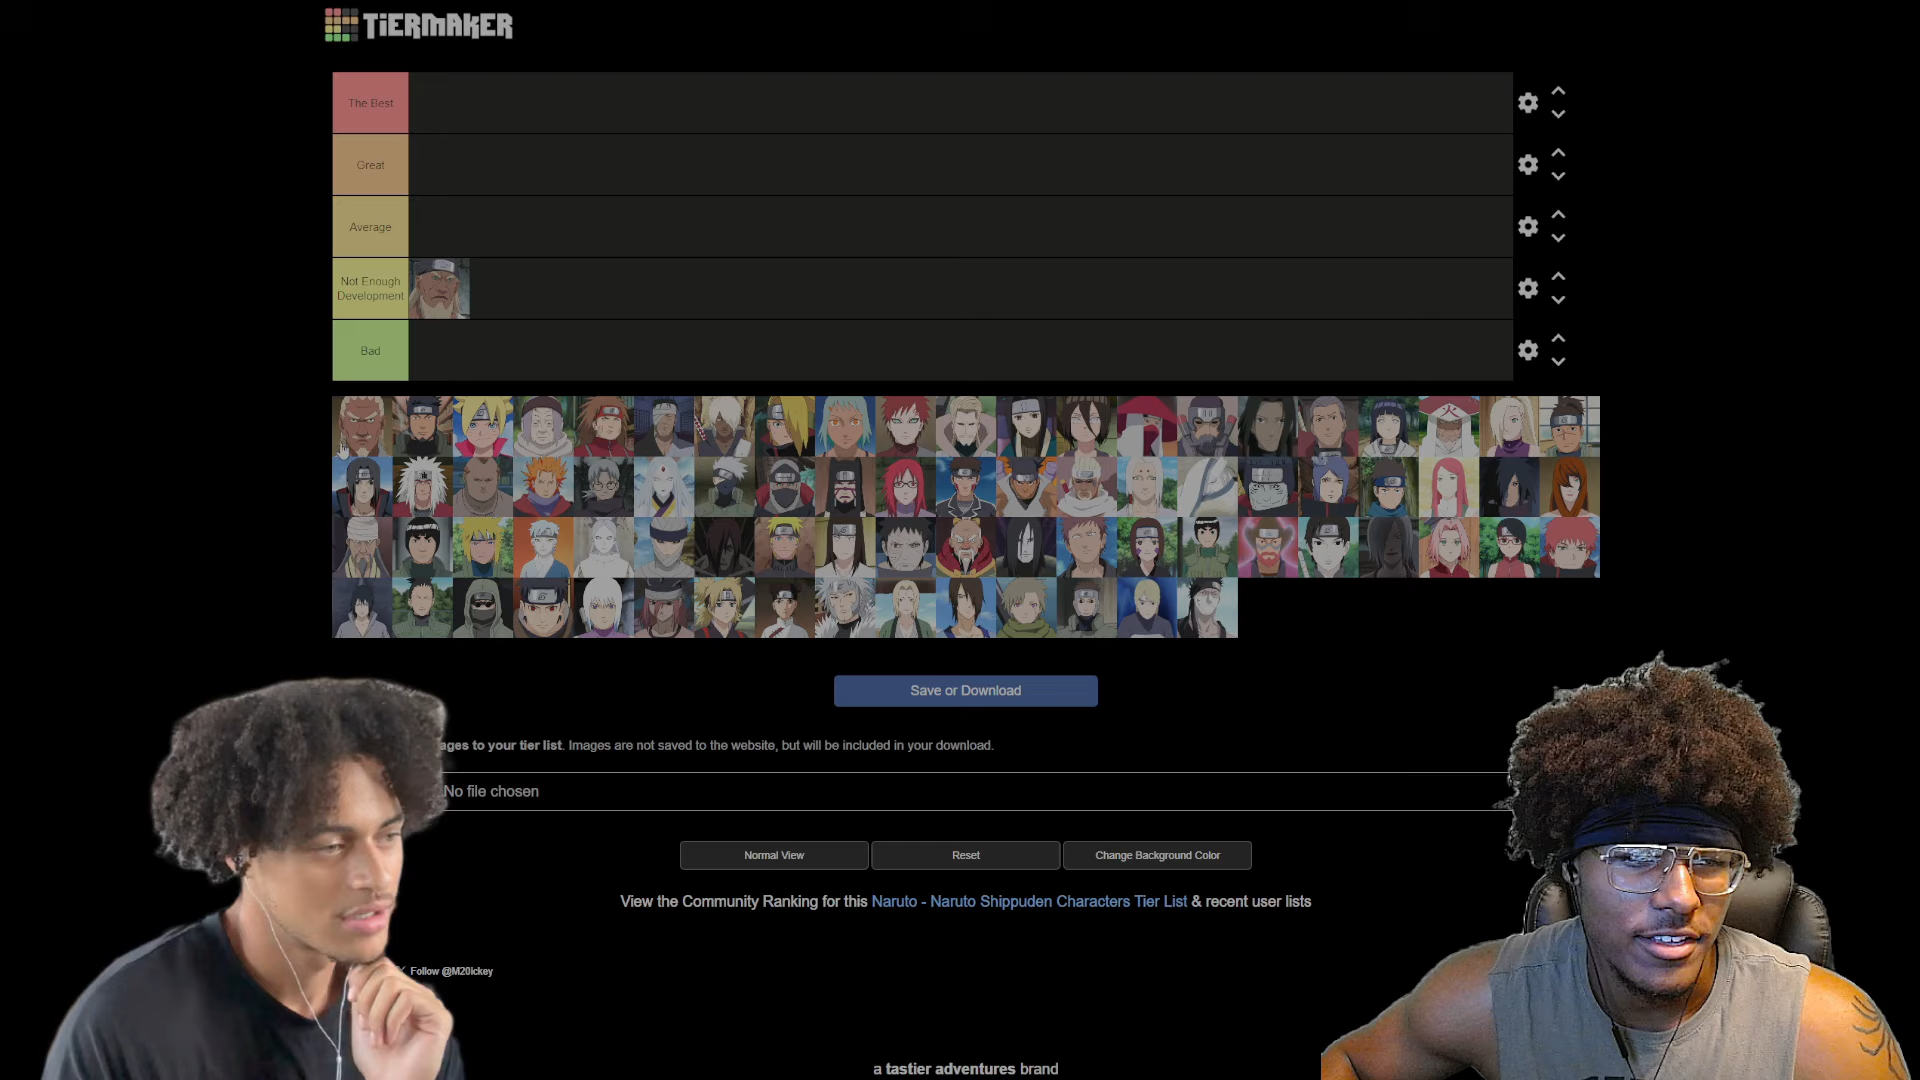 TiERMAKER
The Best
Great
Average
Not Enough
Development
Bad
Save or Download
ages to your tier list. Images are not saved to the website, but will be included in your download.
No file chosen
Normal View
Reset
Change Background Color
View the Community Ranking for this Naruto - Naruto Shippuden Characters Tier List & recent user lists
Follow @M20ickey
a tastier adventures brand